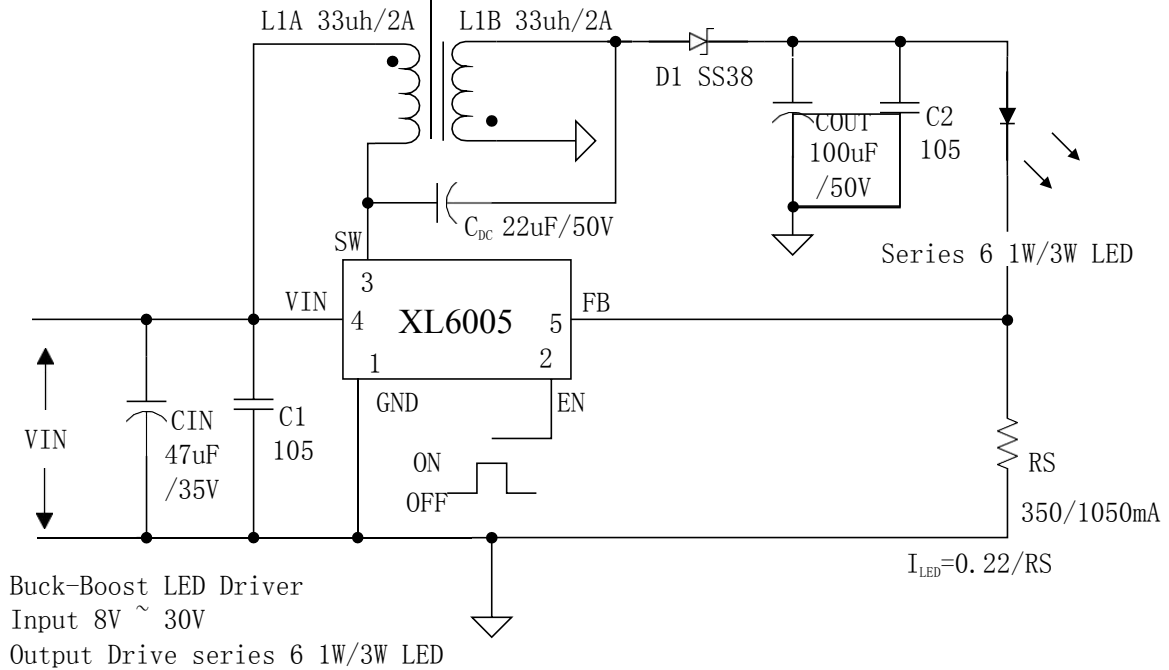 L1A 33uh/2A
L1B 33uh/2A
D1 SS38
COUT
100uF
/50V
C2
105
C_DC 22uF/50V
SW
Series 6 1W/3W LED
VIN
3
FB
4
XL6005
5
1
2
GND
EN
VIN
CIN
47uF
/35V
C1
105
ON
OFF
RS
350/1050mA
I_LED=0.22/RS
Buck-Boost LED Driver
Input 8V ~ 30V
Output Drive series 6 1W/3W LED